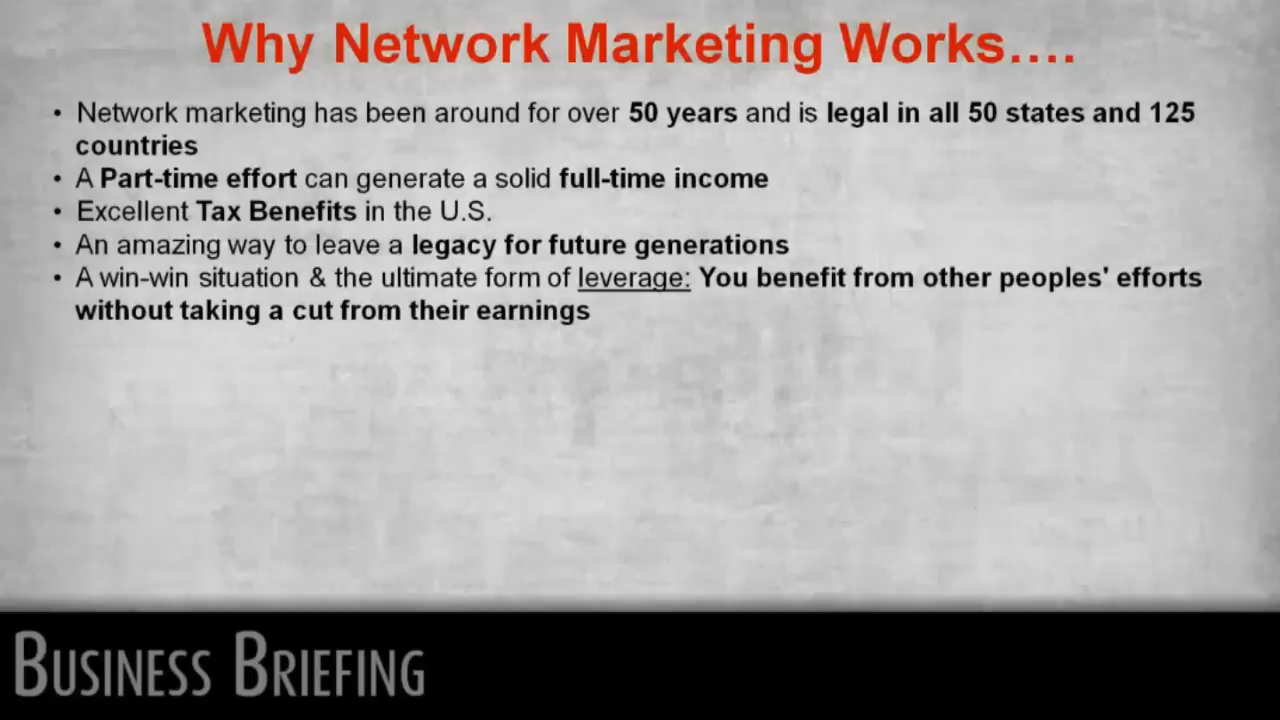 Why Network Marketing Works....
• Network marketing has been around for over 50 years and is legal in all 50 states and 125
countries
• A Part-time effort can generate a solid full-time income
• Excellent Tax Benefits in the U.S.
• An amazing way to leave a legacy for future generations
• A win-win situation & the ultimate form of leverage: You benefit from other peoples' efforts
without taking a cut from their earnings
BUSINESS BRIEFING